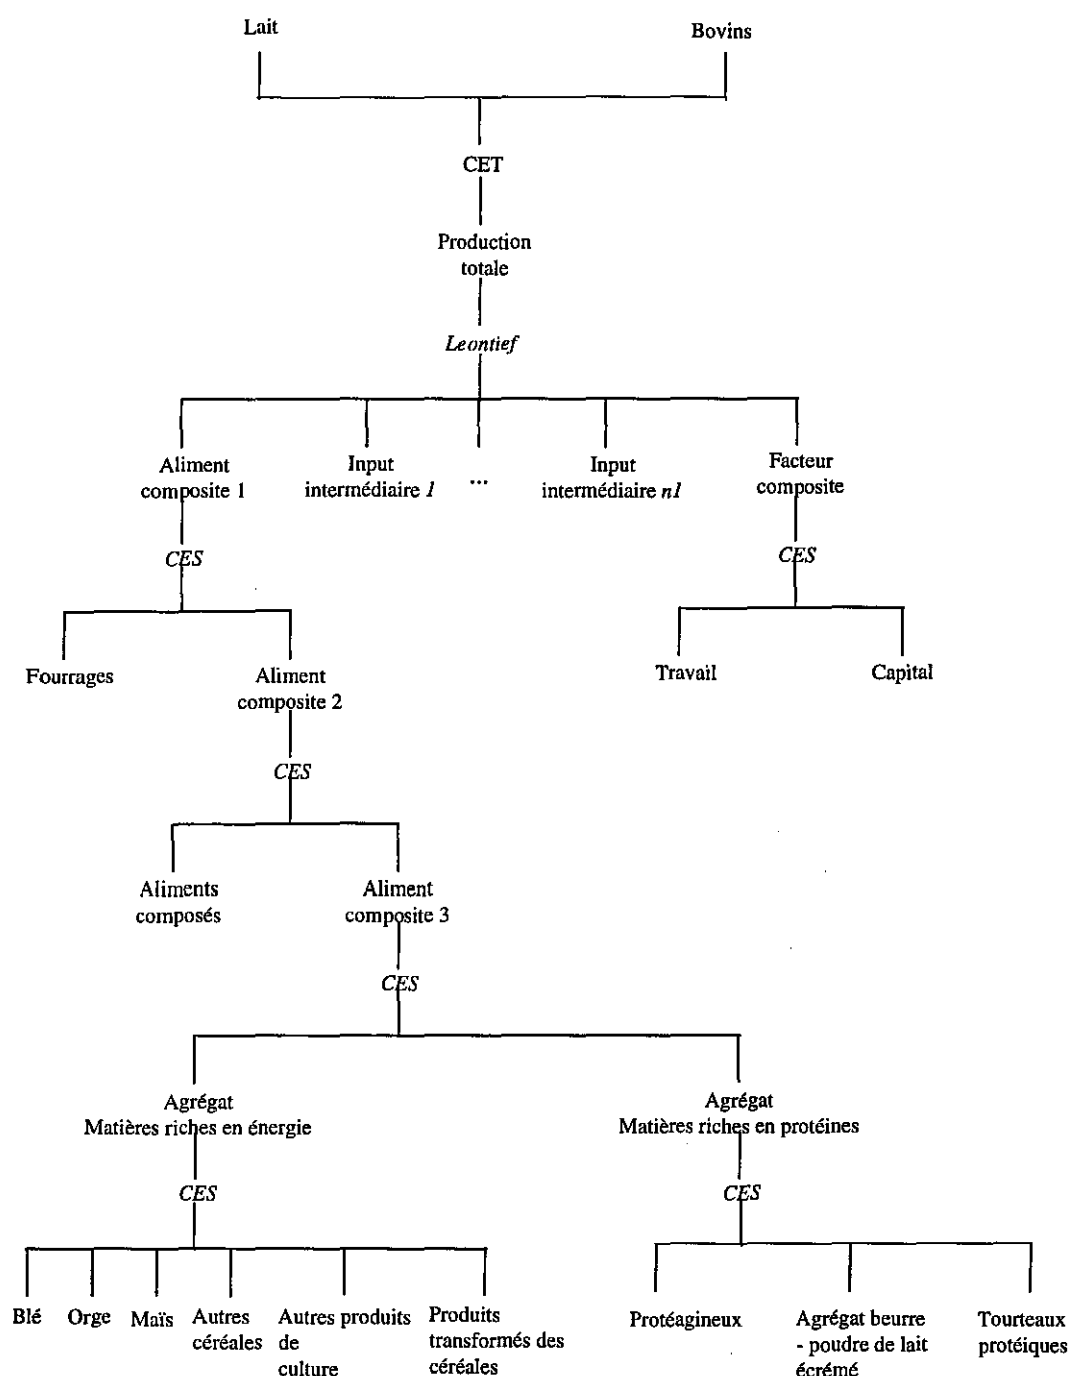 Lait
Bovins
CET
Production
totale
Leontief
Aliment
composite 1
Input
intermédiaire 1
...
Input
intermédiaire n1
Facteur
composite
CES
CES
Fourrages
Aliment
composite 2
Travail
Capital
CES
Aliments
composés
Aliment
composite 3
CES
Agrégat
Matières riches en énergie
Agrégat
Matières riches en protéines
CES
CES
Blé
Orge
Maïs
Autres
céréales
Autres produits
de
culture
Produits
transformés des
céréales
Protéagineux
Agrégat beurre
- poudre de lait
écrémé
Tourteaux
protéiques